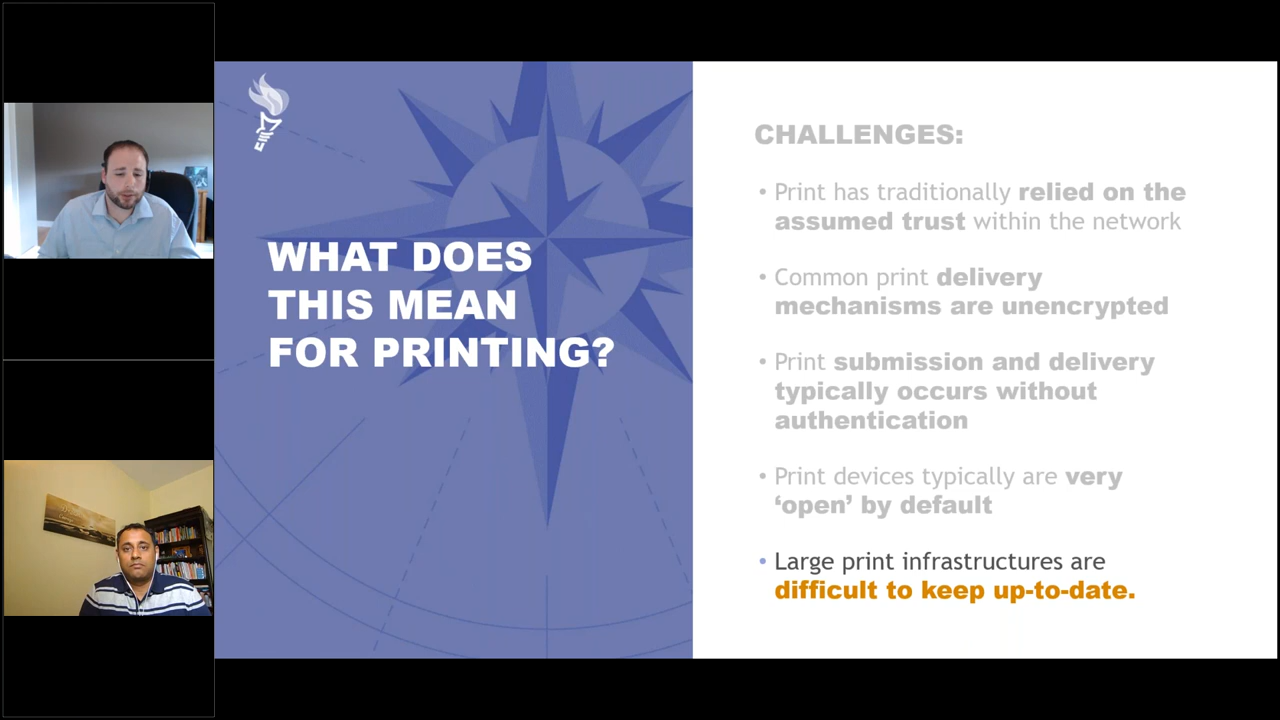 WHAT DOES
THIS MEAN
FOR PRINTING?
CHALLENGES:
• Print has traditionally relied on the
assumed trust within the network
• Common print delivery
mechanisms are unencrypted
• Print submission and delivery
typically occurs without
authentication
• Print devices typically are very
‘open’ by default
• Large print infrastructures are
difficult to keep up-to-date.